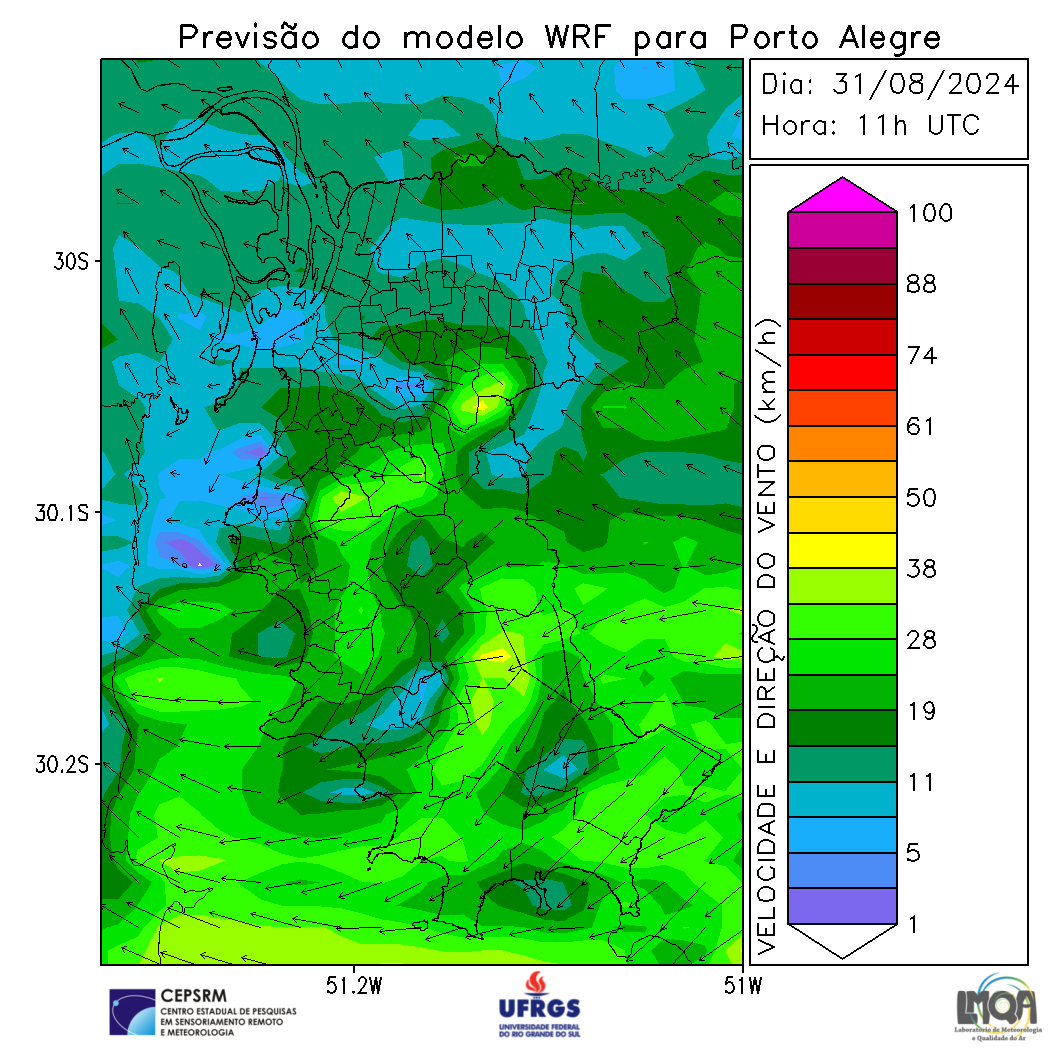 Previsão do modelo WRF para Porto Alegre
Dia: 31/08/2024
Hora: 11h UTC
30S
30.1S
30.2S
51.2W
51W
VELOCIDADE E DIREÇÃO DO VENTO (km/h)
100
88
74
61
50
38
28
19
11
5
1
CEPSRM
CENTRO ESTADUAL DE PESQUISAS
EM SENSORIAMENTO REMOTO
E METEOROLOGIA
UFRGS
UNIVERSIDADE FEDERAL
DO RIO GRANDE DO SUL
LMQA
Laboratório de Meteorologia
e Qualidade do Ar